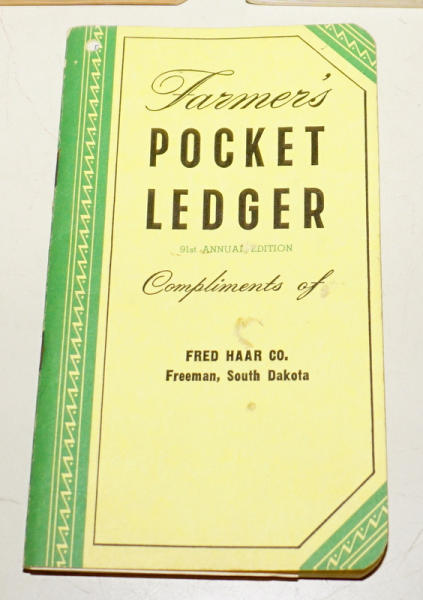 Farmer's
POCKET
LEDGER
91st ANNUAL EDITION
Compliments of
FRED HAAR CO.
Freeman, South Dakota